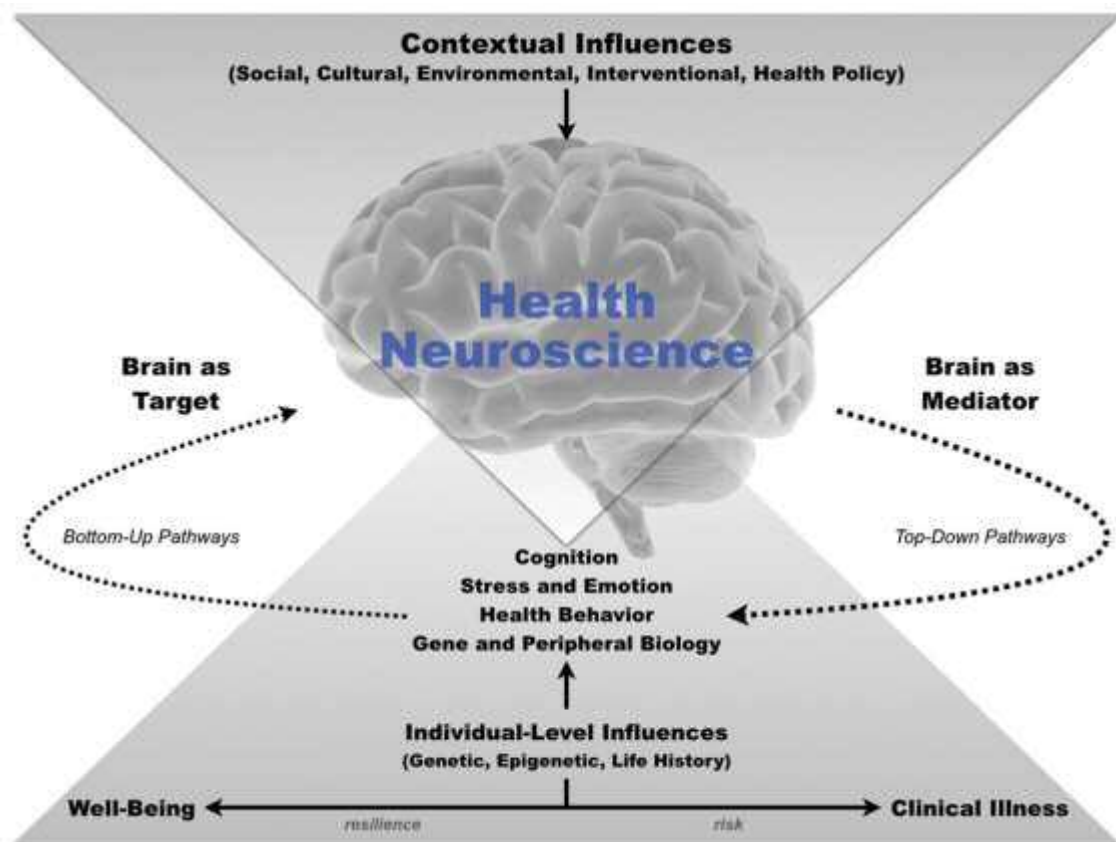 Contextual Influences
(Social, Cultural, Environmental, Interventional, Health Policy)
Health
Neuroscience
Brain as
Target
Brain as
Mediator
Bottom-Up Pathways
Top-Down Pathways
Cognition
Stress and Emotion
Health Behavior
Gene and Peripheral Biology
Individual-Level Influences
(Genetic, Epigenetic, Life History)
Well-Being
Clinical Illness
resilience
risk